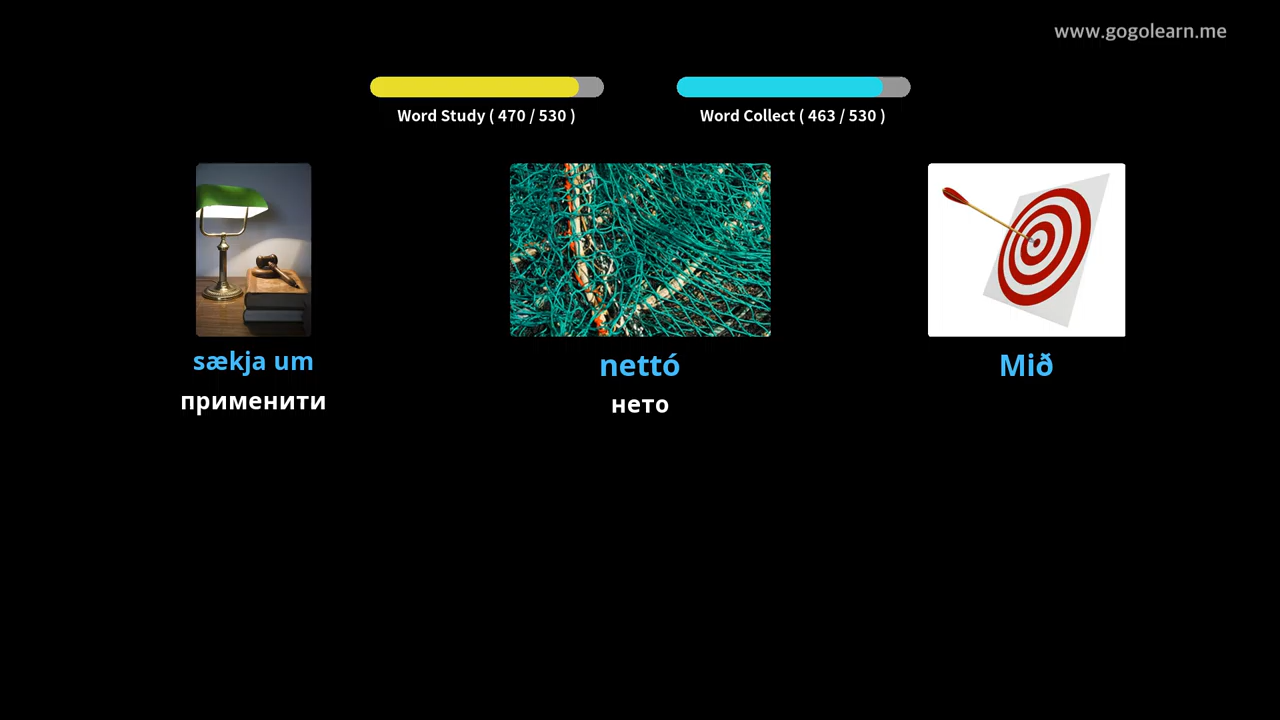 www.gogolearn.me
Word Study ( 470 / 530 )
Word Collect ( 463 / 530 )
sækja um
применити
nettó
нето
Mið